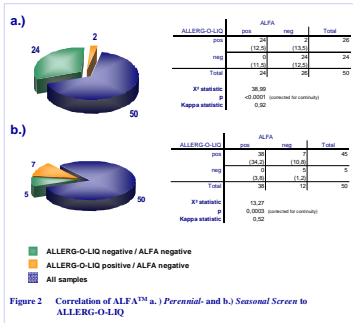 a.)
24
2
50
ALFA
ALLERG-O-LIQ pos neg Total
pos 24 2 26
(12,5) (13,5)
neg 0 24 24
(11,5) (12,5)
Total 24 26 50
X² statistic 38,99
p <0,0001 (corrected for continuity)
Kappa statistic 0,92
b.)
7
5
50
ALFA
ALLERG-O-LIQ pos neg Total
pos 38 7 45
(34,2) (10,8)
neg 0 5 5
(3,8) (1,2)
Total 38 12 50
X² statistic 13,27
p 0,0003 (corrected for continuity)
Kappa statistic 0,52
ALLERG-O-LIQ negative / ALFA negative
ALLERG-O-LIQ positive / ALFA negative
All samples
Figure 2 Correlation of ALFA™ a. ) Perennial- and b.) Seasonal Screen to
ALLERG-O-LIQ